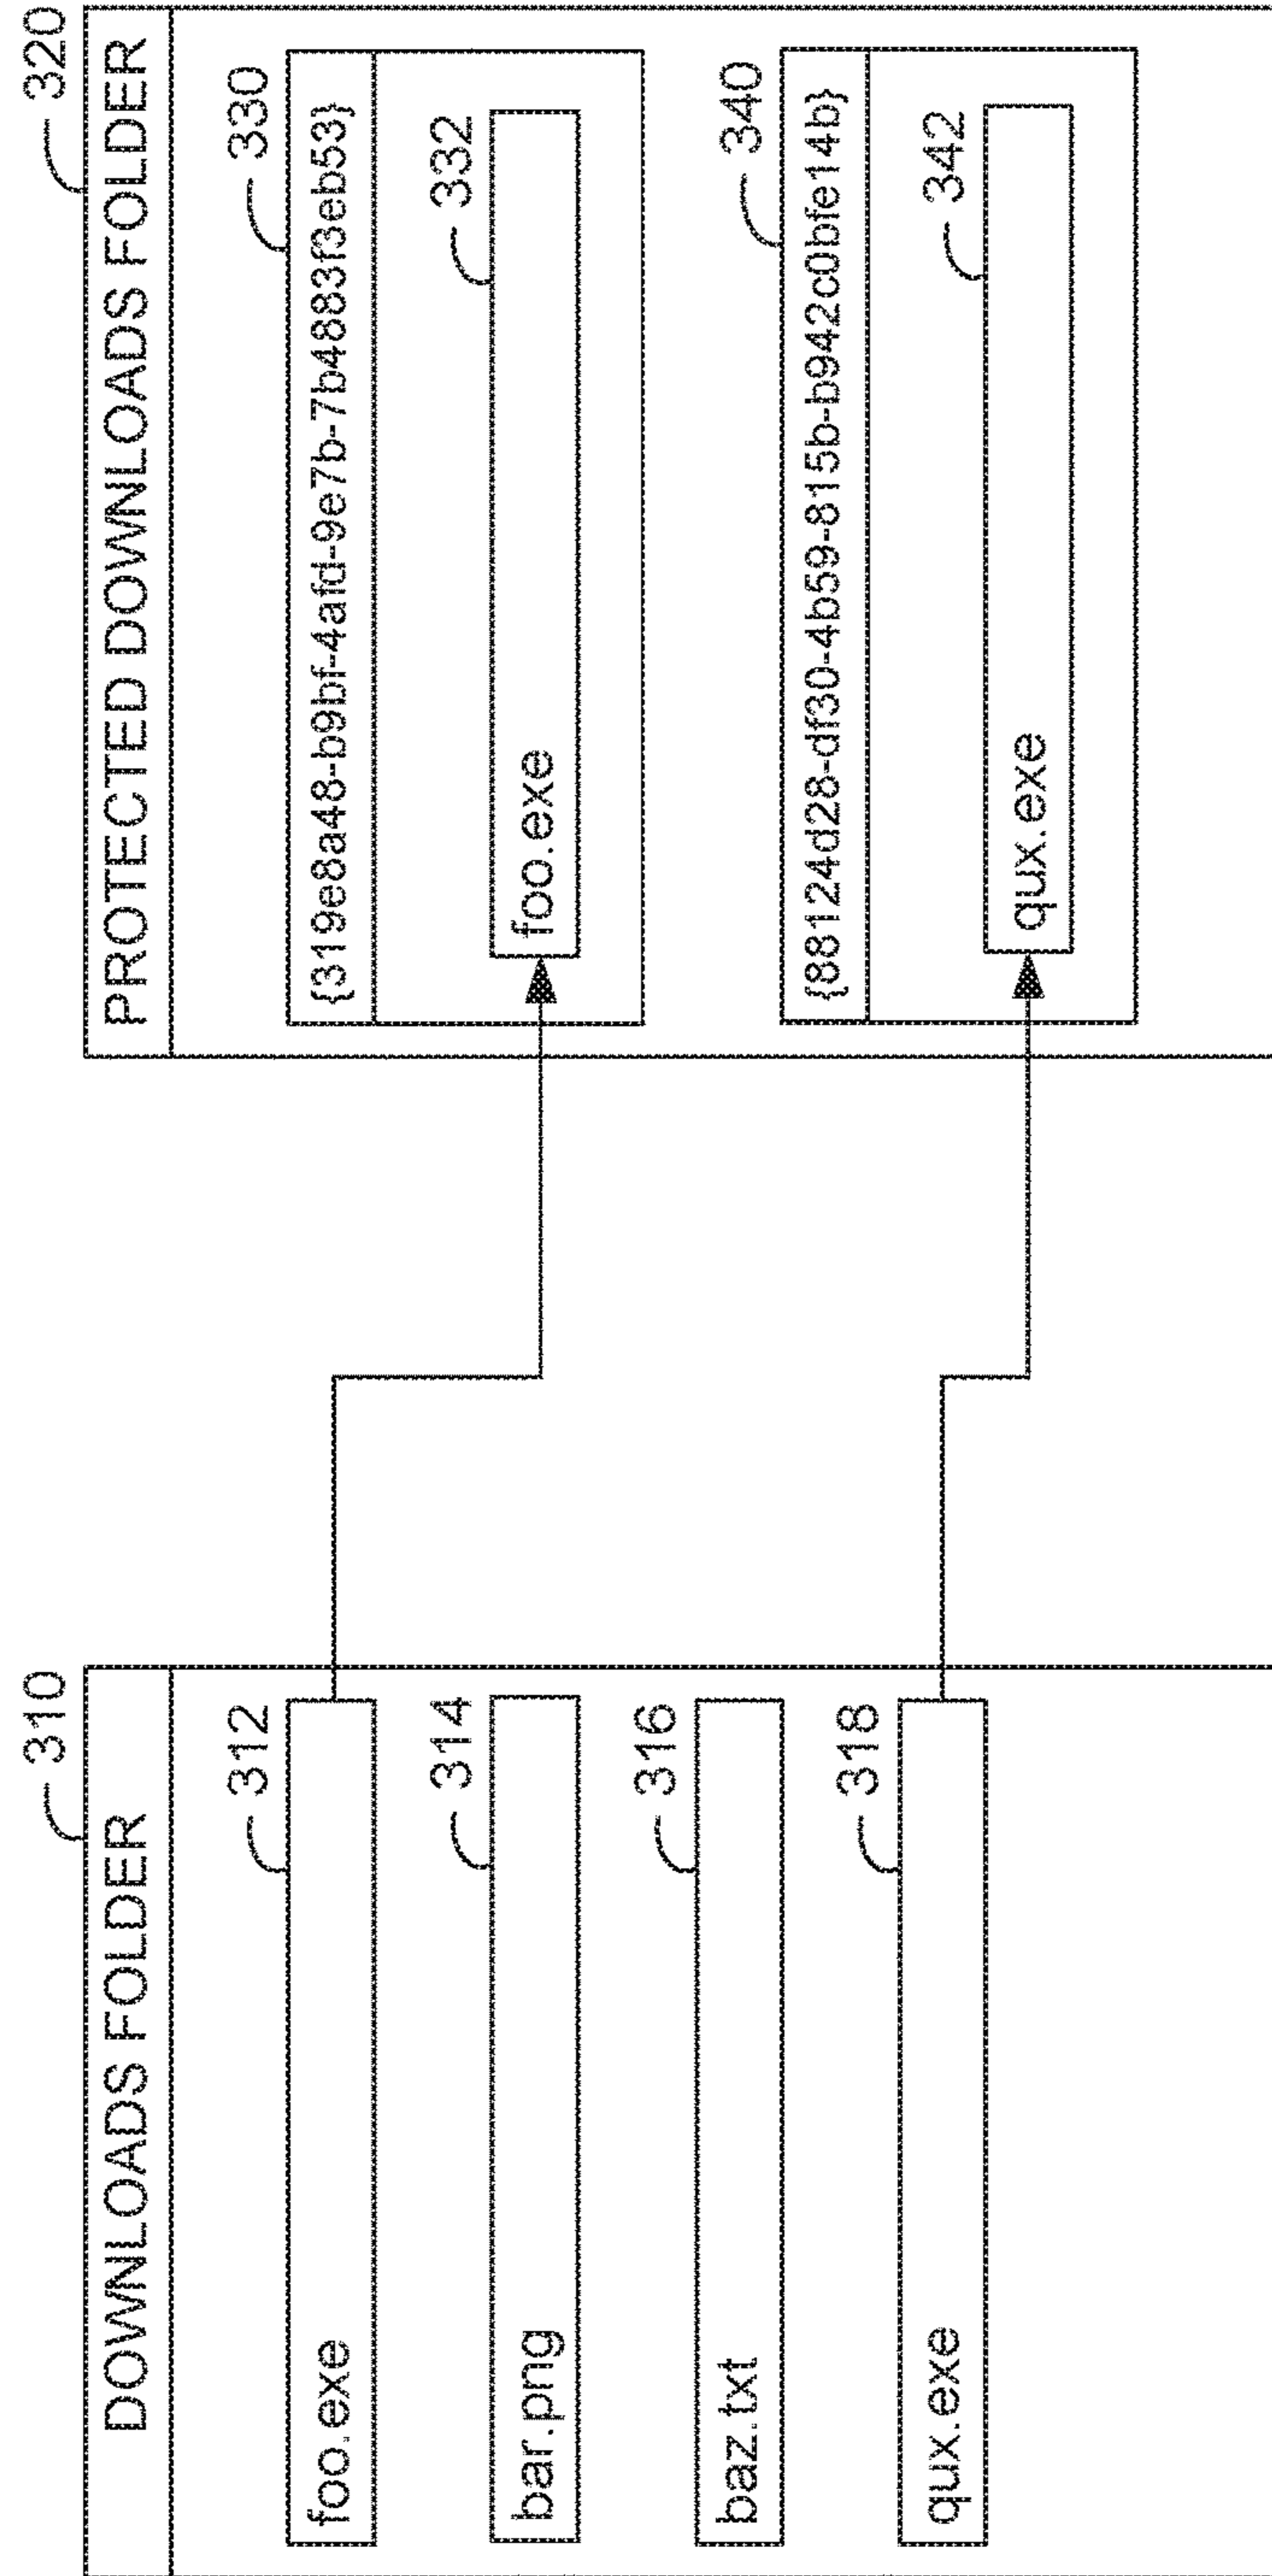 310
DOWNLOADS FOLDER
312
foo.exe
314
bar.png
316
baz.txt
318
qux.exe
320
PROTECTED DOWNLOADS FOLDER
330
{319e8a48-b9bf-4afd-9e7b-7b4883f3eb53}
332
foo.exe
340
{88124d28-df30-4b59-815b-b942c0bfe14b}
342
qux.exe